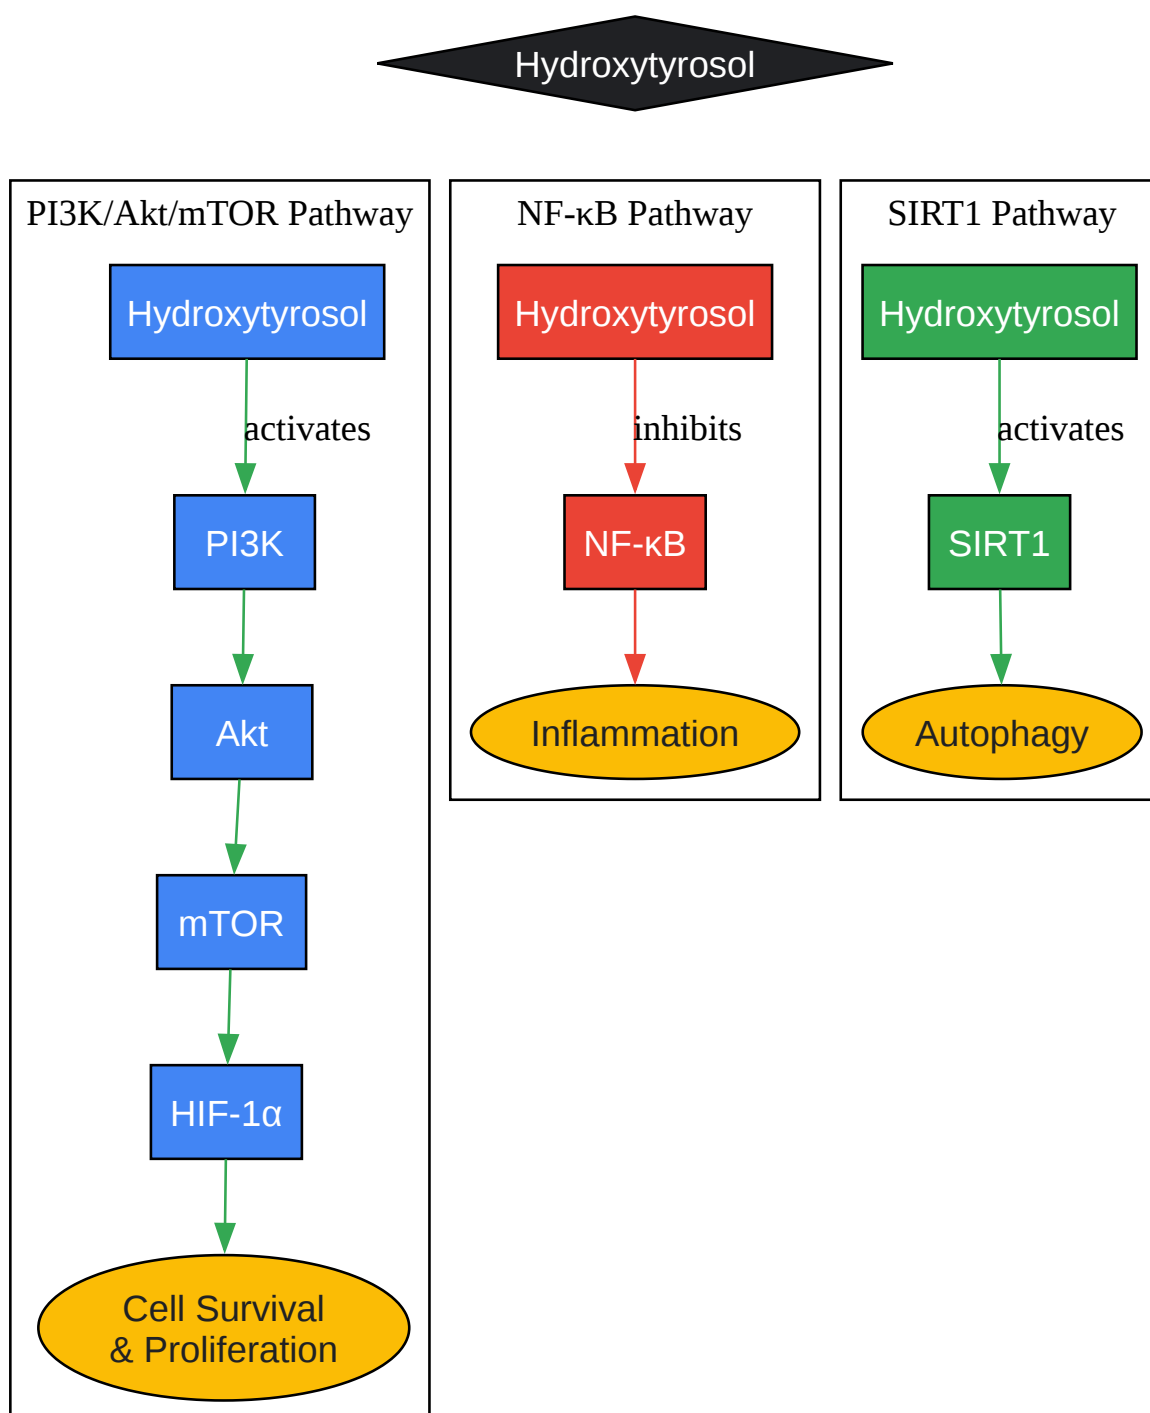 Hydroxytyrosol
PI3K/Akt/mTOR Pathway
Hydroxytyrosol
activates
PI3K
Akt
mTOR
HIF-1α
Cell Survival
& Proliferation
NF-κB Pathway
Hydroxytyrosol
inhibits
NF-κB
Inflammation
SIRT1 Pathway
Hydroxytyrosol
activates
SIRT1
Autophagy